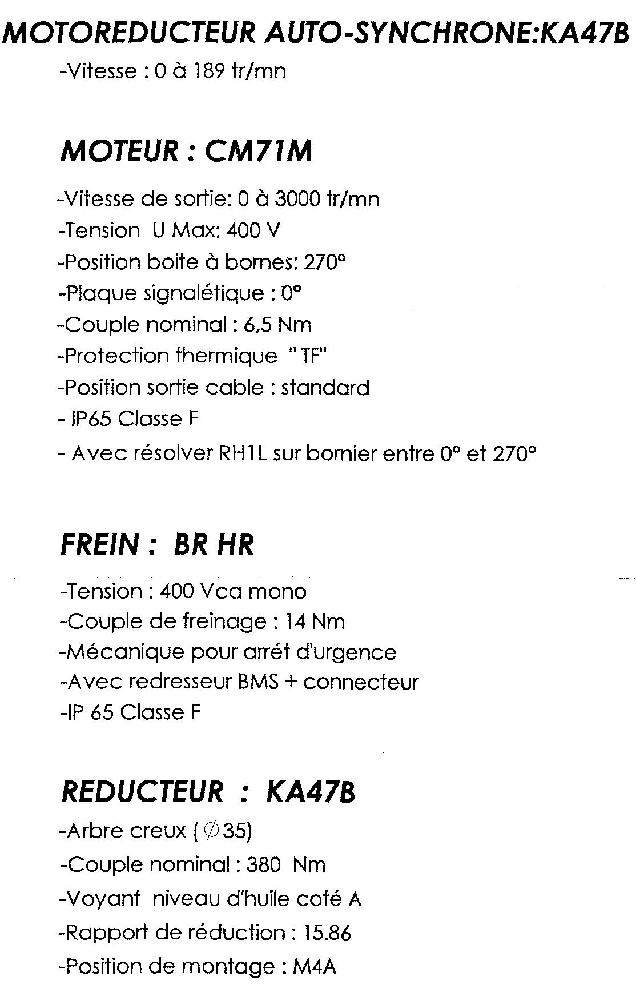 MOTOREDUCTEUR AUTO-SYNCHRONE:KA47B
-Vitesse : 0 à 189 tr/mn
MOTEUR : CM71M
-Vitesse de sortie: 0 à 3000 tr/mn
-Tension U Max: 400 V
-Position boite à bornes: 270°
-Plaque signalétique : 0°
-Couple nominal : 6,5 Nm
-Protection thermique " TF"
-Position sortie cable : standard
- IP65 Classe F
- Avec résolver RH1L sur bornier entre 0° et 270°
FREIN : BR HR
-Tension : 400 Vca mono
-Couple de freinage : 14 Nm
-Mécanique pour arrét d'urgence
-Avec redresseur BMS + connecteur
-IP 65 Classe F
REDUCTEUR : KA47B
-Arbre creux ( ∅35)
-Couple nominal : 380 Nm
-Voyant niveau d'huile coté A
-Rapport de réduction : 15.86
-Position de montage : M4A